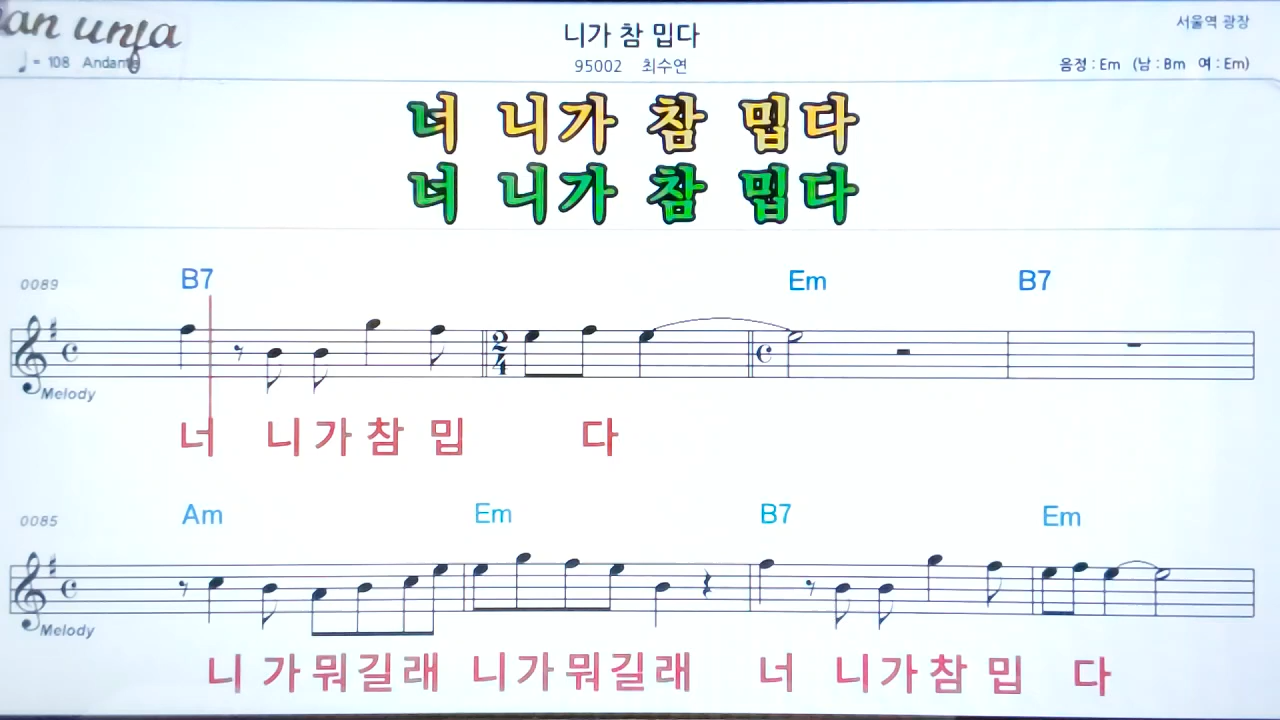 니가 참 밉다
서울역 광장
♩= 108 Andante
95002 최수연
음정 : Em (남 : Bm 여 : Em)
너 니가 참 밉다
너 니가 참 밉다
0089 B7 Em B7
2/4
Melody
너 니 가 참 밉 다
0085 Am Em B7 Em
Melody
니 가 뭐 길 래 니 가 뭐 길 래 너 니 가 참 밉 다